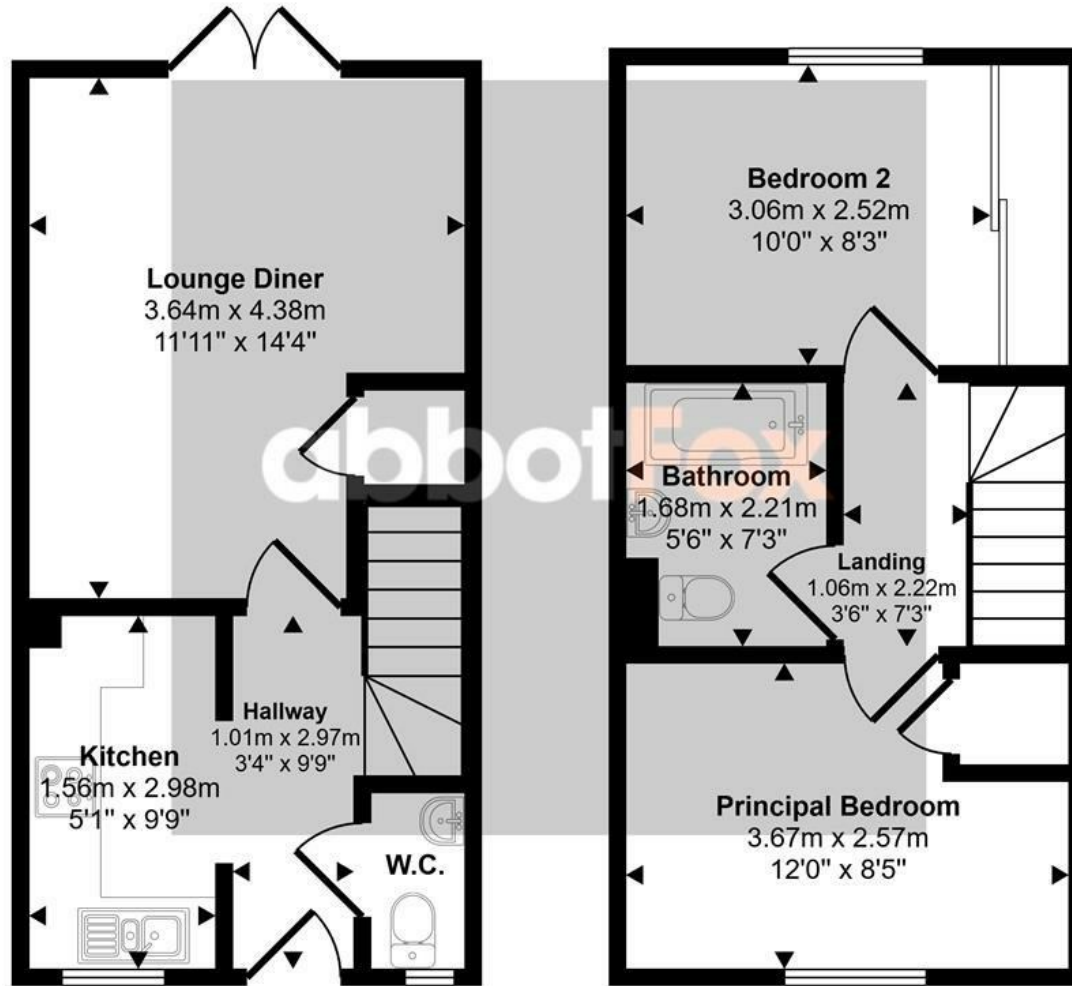 Lounge Diner
3.64m x 4.38m
11'11" x 14'4"
Kitchen
1.56m x 2.98m
5'1" x 9'9"
Hallway
1.01m x 2.97m
3'4" x 9'9"
W.C.
Bedroom 2
3.06m x 2.52m
10'0" x 8'3"
Bathroom
1.68m x 2.21m
5'6" x 7'3"
Landing
1.06m x 2.22m
3'6" x 7'3"
Principal Bedroom
3.67m x 2.57m
12'0" x 8'5"
abbotFox